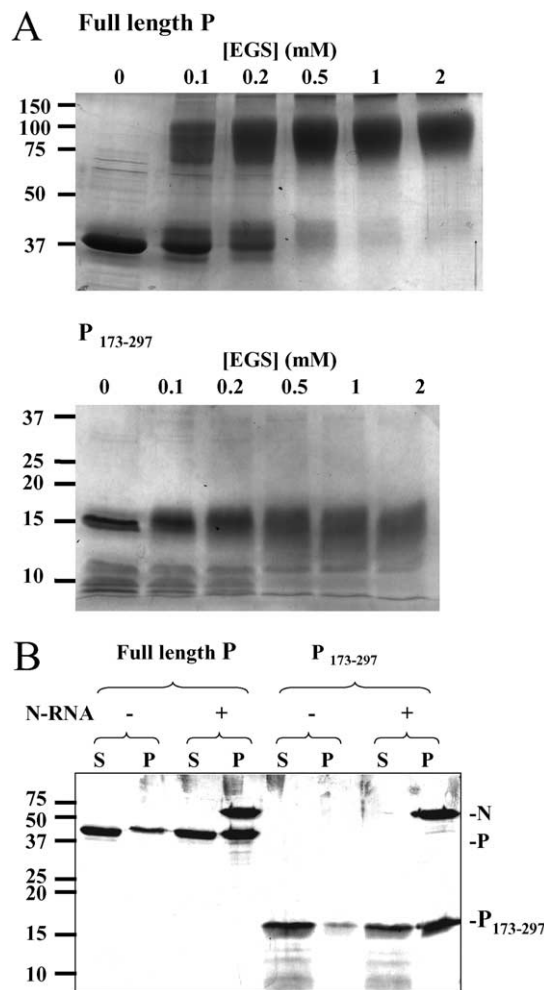 A
Full length P
[EGS] (mM)
0 0.1 0.2 0.5 1 2
150
100
75
50
37
P 173-297
[EGS] (mM)
0 0.1 0.2 0.5 1 2
37
25
20
15
10
B
Full length P P 173-297
N-RNA - + - +
S P S P S P S P
75
50
37
25
20
15
10
-N
-P
-P173-297